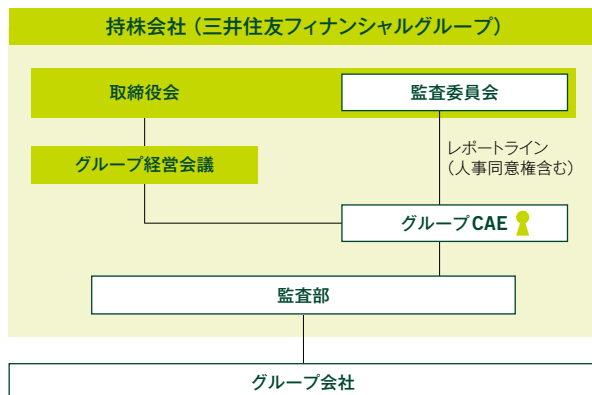 持株会社（三井住友フィナンシャルグループ）
取締役会
監査委員会
レポートライン
（人事同意権含む）
グループ経営会議
グループCAE
監査部
グループ会社